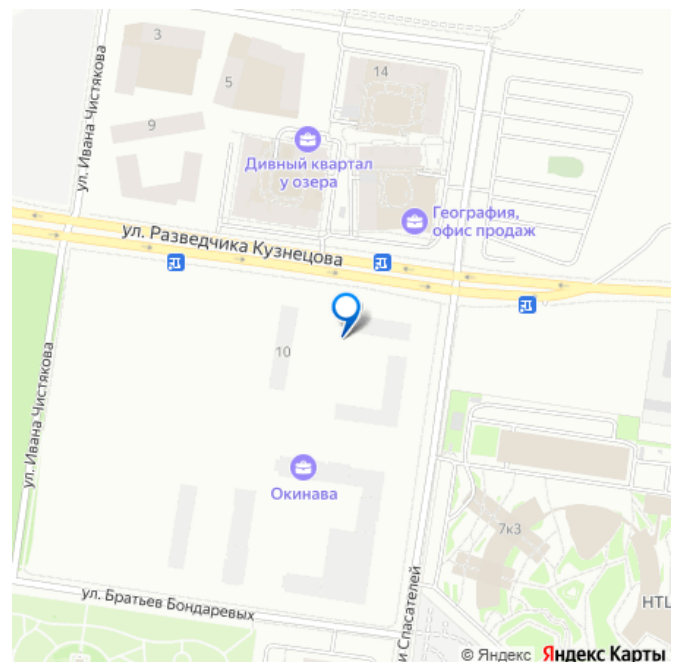 3
5
14
ул. Ивана Чистякова
9
Дивный квартал
у озера
География,
офис продаж
ул. Разведчика Кузнецова
10
ул. Ивана Чистякова
Окинава
7к3
НТЦ
ул. Братьев Бондаревых
и Спасателей
© Яндекс Яндекс Карты